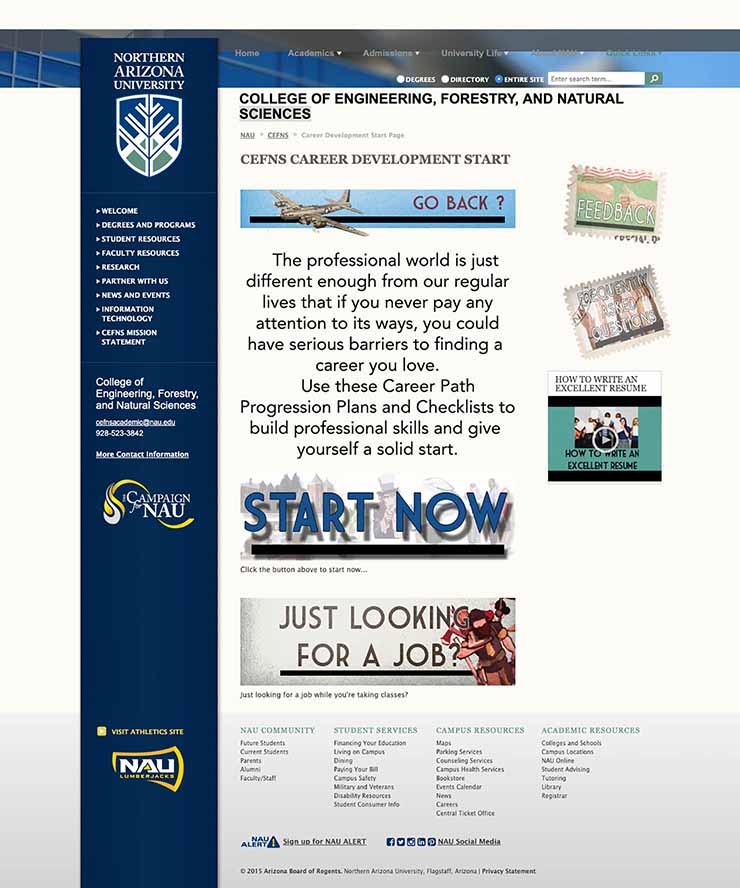 NORTHERN
ARIZONA
UNIVERSITY
Home Academics Admissions University Life Quick Links
DEGREES DIRECTORY ENTIRE SITE Enter search term...
COLLEGE OF ENGINEERING, FORESTRY, AND NATURAL
SCIENCES
NAU CEFNS Career Development Start Page
CEFNS CAREER DEVELOPMENT START
GO BACK ?
The professional world is just
different enough from our regular
lives that if you never pay any
attention to its ways, you could
have serious barriers to finding a
career you love.
Use these Career Path
Progression Plans and Checklists to
build professional skills and give
yourself a solid start.
START NOW
Click the button above to start now...
JUST LOOKING
FOR A JOB?
Just looking for a job while you're taking classes?
FEEDBACK
FREQUENTLY
ASKED
QUESTIONS
HOW TO WRITE AN
EXCELLENT RESUME
HOW TO WRITE AN
EXCELLENT RESUME
WELCOME
DEGREES AND PROGRAMS
STUDENT RESOURCES
FACULTY RESOURCES
RESEARCH
PARTNER WITH US
NEWS AND EVENTS
INFORMATION
TECHNOLOGY
CEFNS MISSION
STATEMENT
College of
Engineering, Forestry,
and Natural Sciences
cefnsacademic@nau.edu
928-523-3842
More Contact Information
THE CAMPAIGN
for NAU
VISIT ATHLETICS SITE
NAU
LUMBERJACKS
NAU COMMUNITY
Future Students
Current Students
Parents
Alumni
Faculty/Staff
STUDENT SERVICES
Financing Your Education
Living on Campus
Dining
Paying Your Bill
Campus Safety
Military and Veterans
Disability Resources
Student Consumer Info
CAMPUS RESOURCES
Maps
Parking Services
Counseling Services
Campus Health Services
Bookstore
Events Calendar
News
Careers
Central Ticket Office
ACADEMIC RESOURCES
Colleges and Schools
Campus Locations
NAU Online
Student Advising
Tutoring
Library
Registrar
NAU
ALERT Sign up for NAU ALERT
NAU Social Media
© 2015 Arizona Board of Regents. Northern Arizona University, Flagstaff, Arizona | Privacy Statement